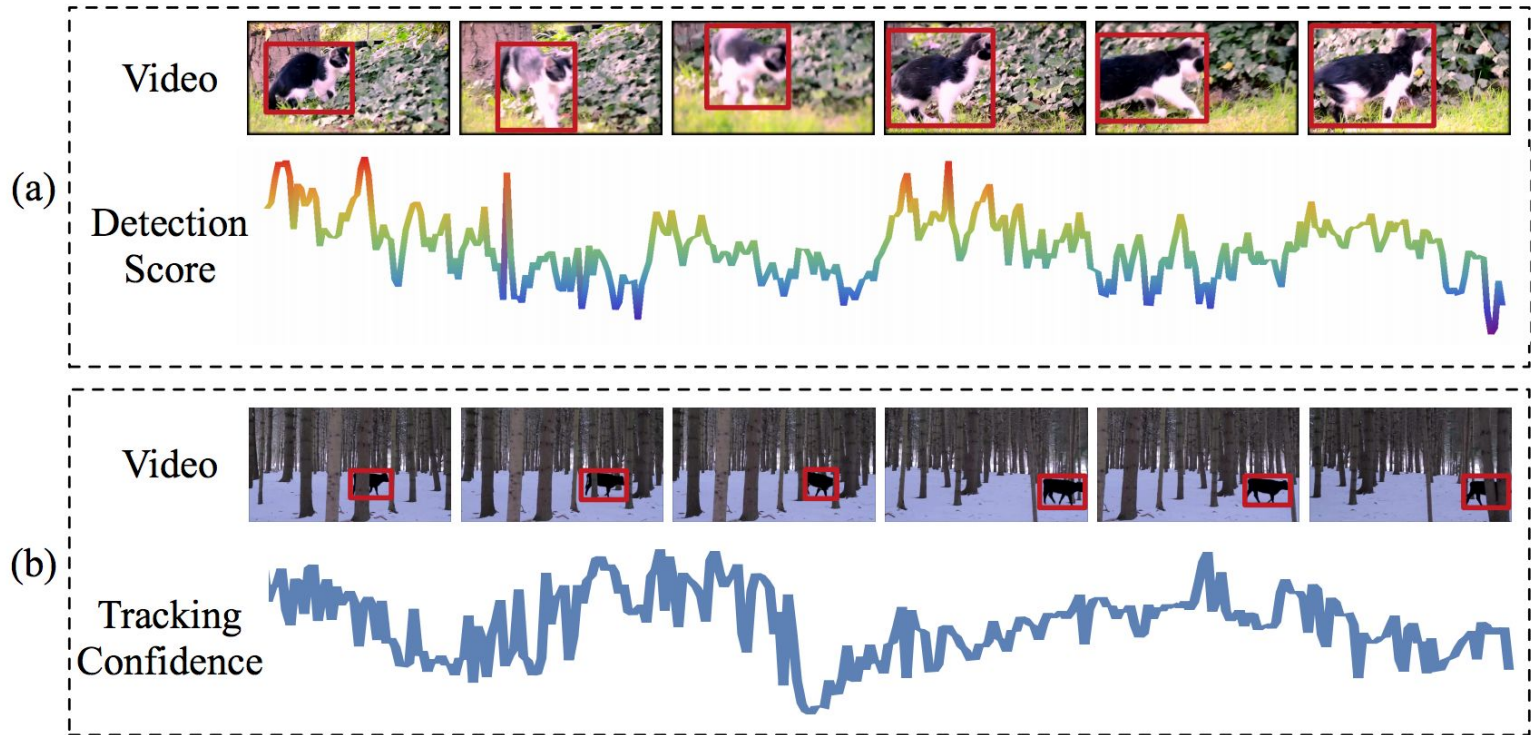 (a)
Video
Detection
Score
(b)
Video
Tracking
Confidence